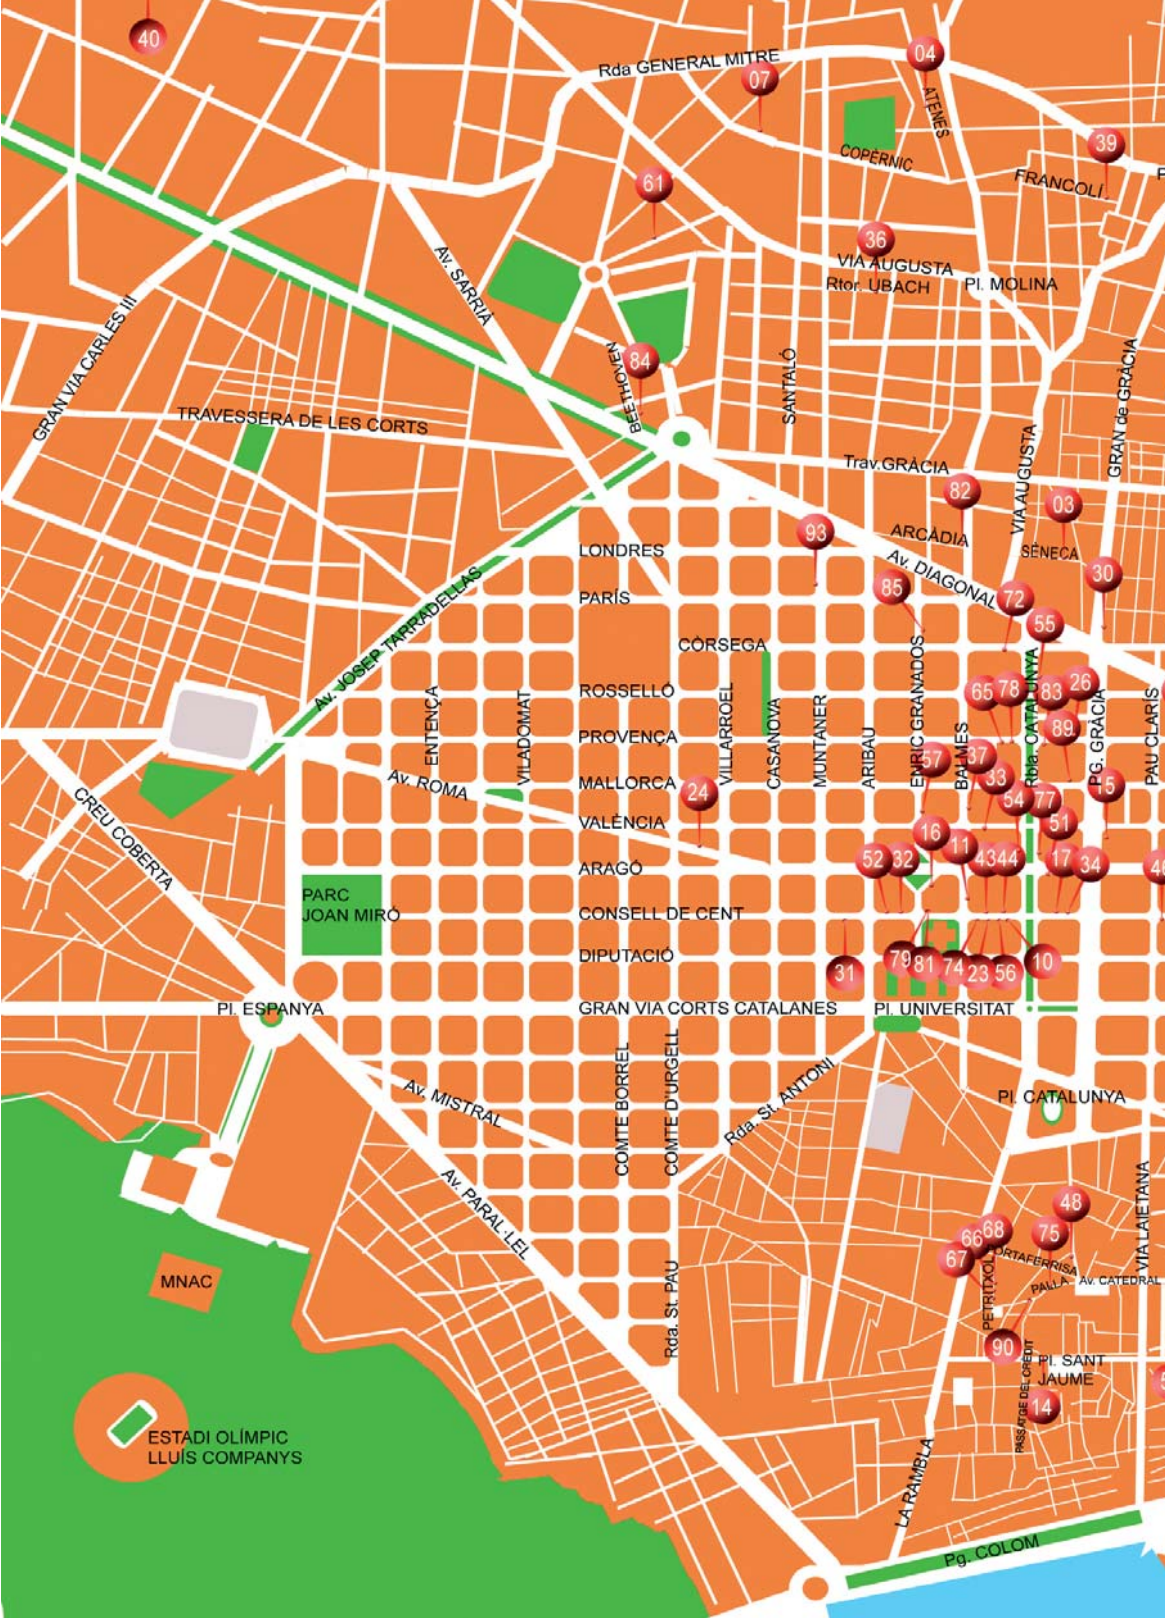 40
Rda GENERAL MITRE
04
07
ATENES
39
COPÈRNIC
FRANCOLÍ
61
36
Av. SARRIÀ
VIA AUGUSTA
Rtor. UBACH
Pl. MOLINA
GRAN VIA CARLES III
BEETHOVEN
84
SANTALÓ
GRAN de GRÀCIA
TRAVESSERA DE LES CORTS
Trav.GRÀCIA
VIA AUGUSTA
82
03
93
ARCÀDIA
SÈNECA
LONDRES
Av. DIAGONAL
30
85
72
PARÍS
55
Av. JOSEP TARRADELLAS
CÒRSEGA
ENTENÇA
VILADOMAT
ROSSELLÓ
VILLARROEL
CASANOVA
MUNTANER
ARIBAU
ENRIC GRANADOS
BALMES
65
78
Rbla. CATALUNYA
83
26
PG. GRÀCIA
PAU CLARIS
PROVENÇA
89
57
37
33
Av. ROMA
MALLORCA
24
54
77
15
CREU COBERTA
VALÈNCIA
51
16
11
52
32
43
44
17
34
ARAGÓ
PARC
JOAN MIRÓ
CONSELL DE CENT
DIPUTACIÓ
31
79
81
74
23
56
10
Pl. ESPANYA
GRAN VIA CORTS CATALANES
Pl. UNIVERSITAT
COMTE BORREL
COMTE D'URGELL
Av. MISTRAL
Rda. St. ANTONI
Pl. CATALUNYA
Av. PARAL·LEL
VIA LAIETANA
48
68
66
75
67
PORTAFERRISA
MNAC
PETRITXOL
PALLA
Av. CATEDRAL
Rda. St. PAU
90
Pl. SANT
JAUME
PASSATGE DEL CRÈDIT
14
ESTADI OLÍMPIC
LLUÍS COMPANYS
LA RAMBLA
Pg. COLOM